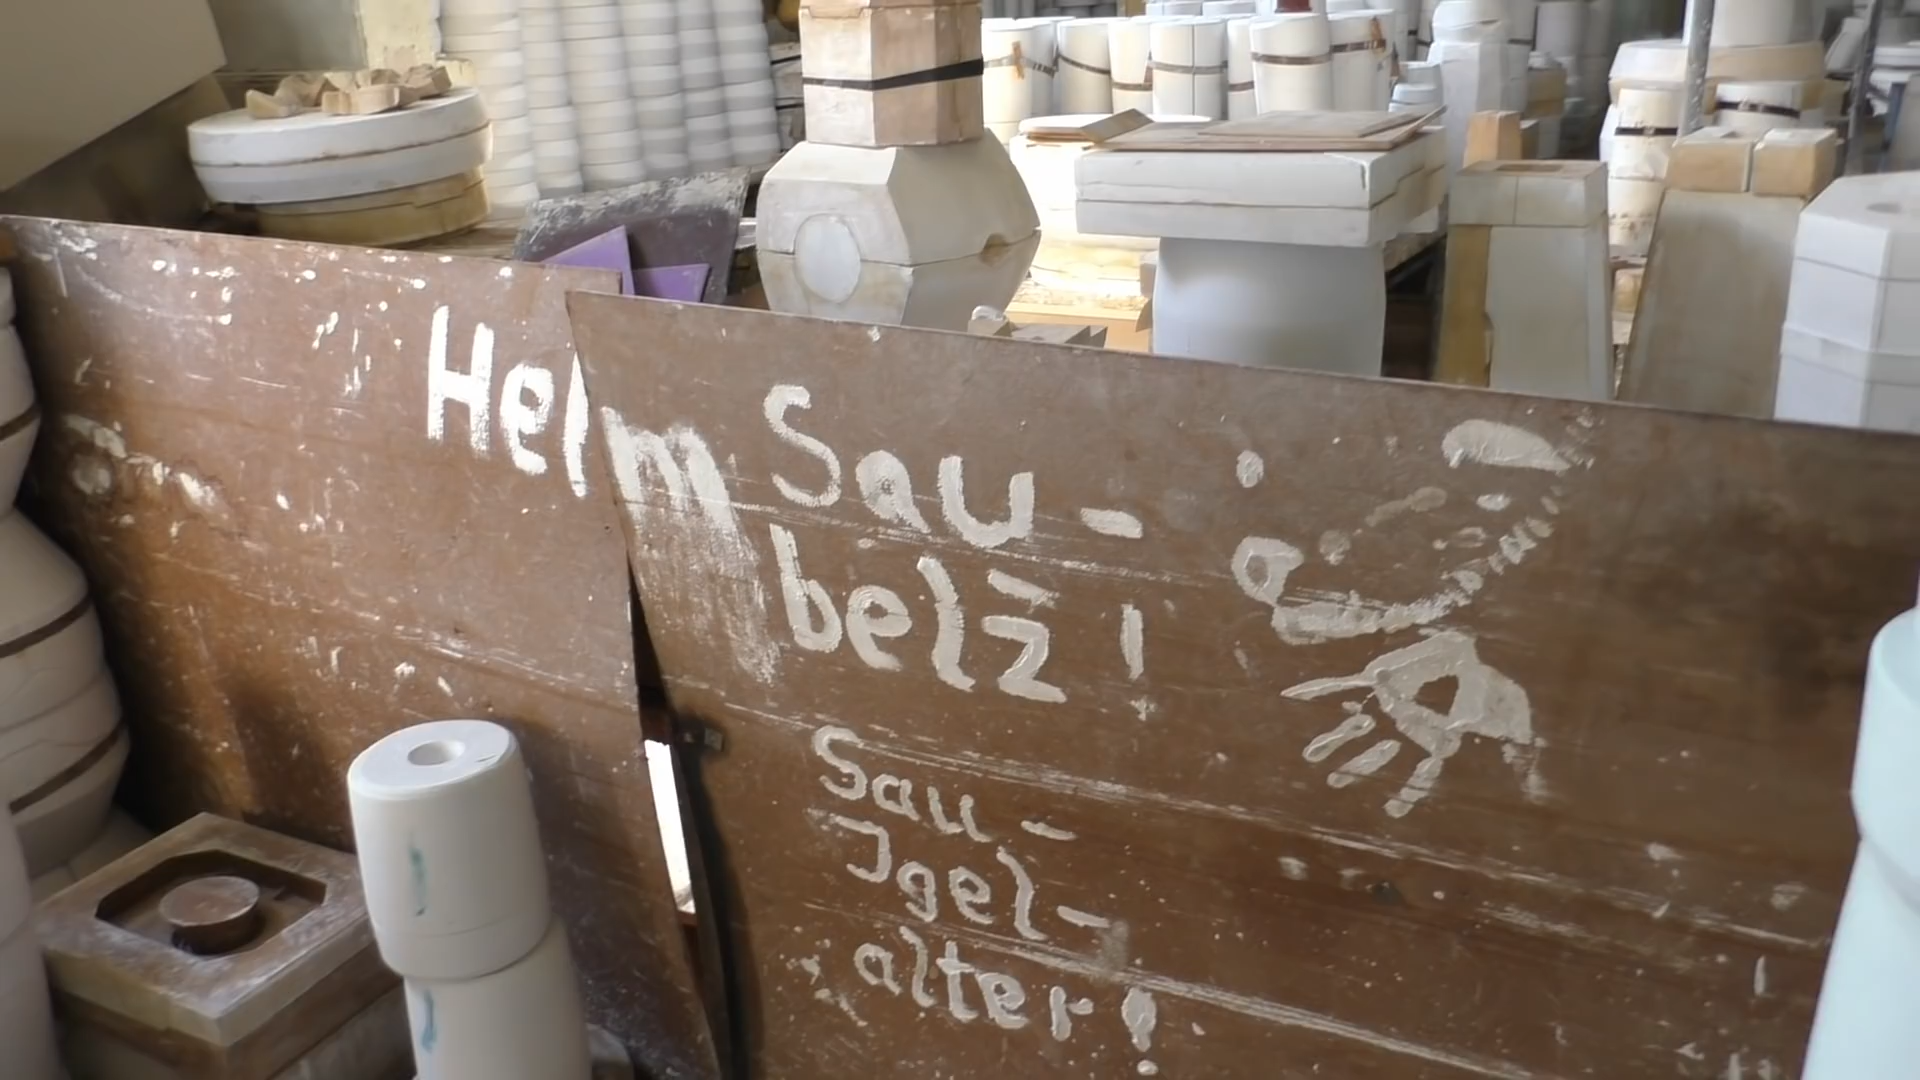 Helm
Sau-
belz!
Sau-
Igel-
alter!